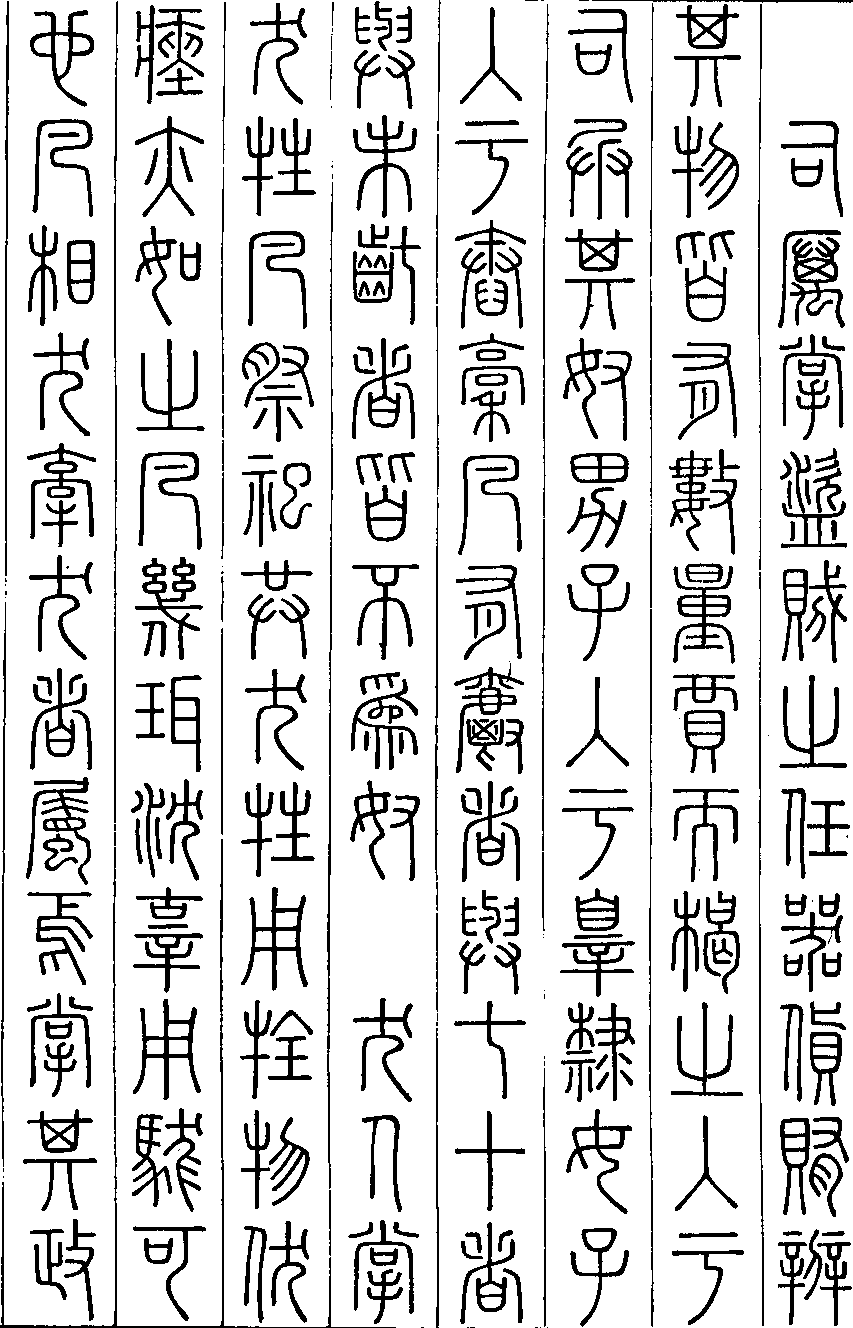 司厲掌盜賊之任器貨賄辨
其物皆有數量賈而楬之入于
司兵其奴男子入于辠隸女子
入于舂槀凡有爵者與七十者
與未齔者皆不為奴　犬人掌
犬牲凡祭祀共犬牲用牷物伏
瘞亦如之凡幾珥沈辜用駹可
也凡相犬牽犬者屬焉掌其政